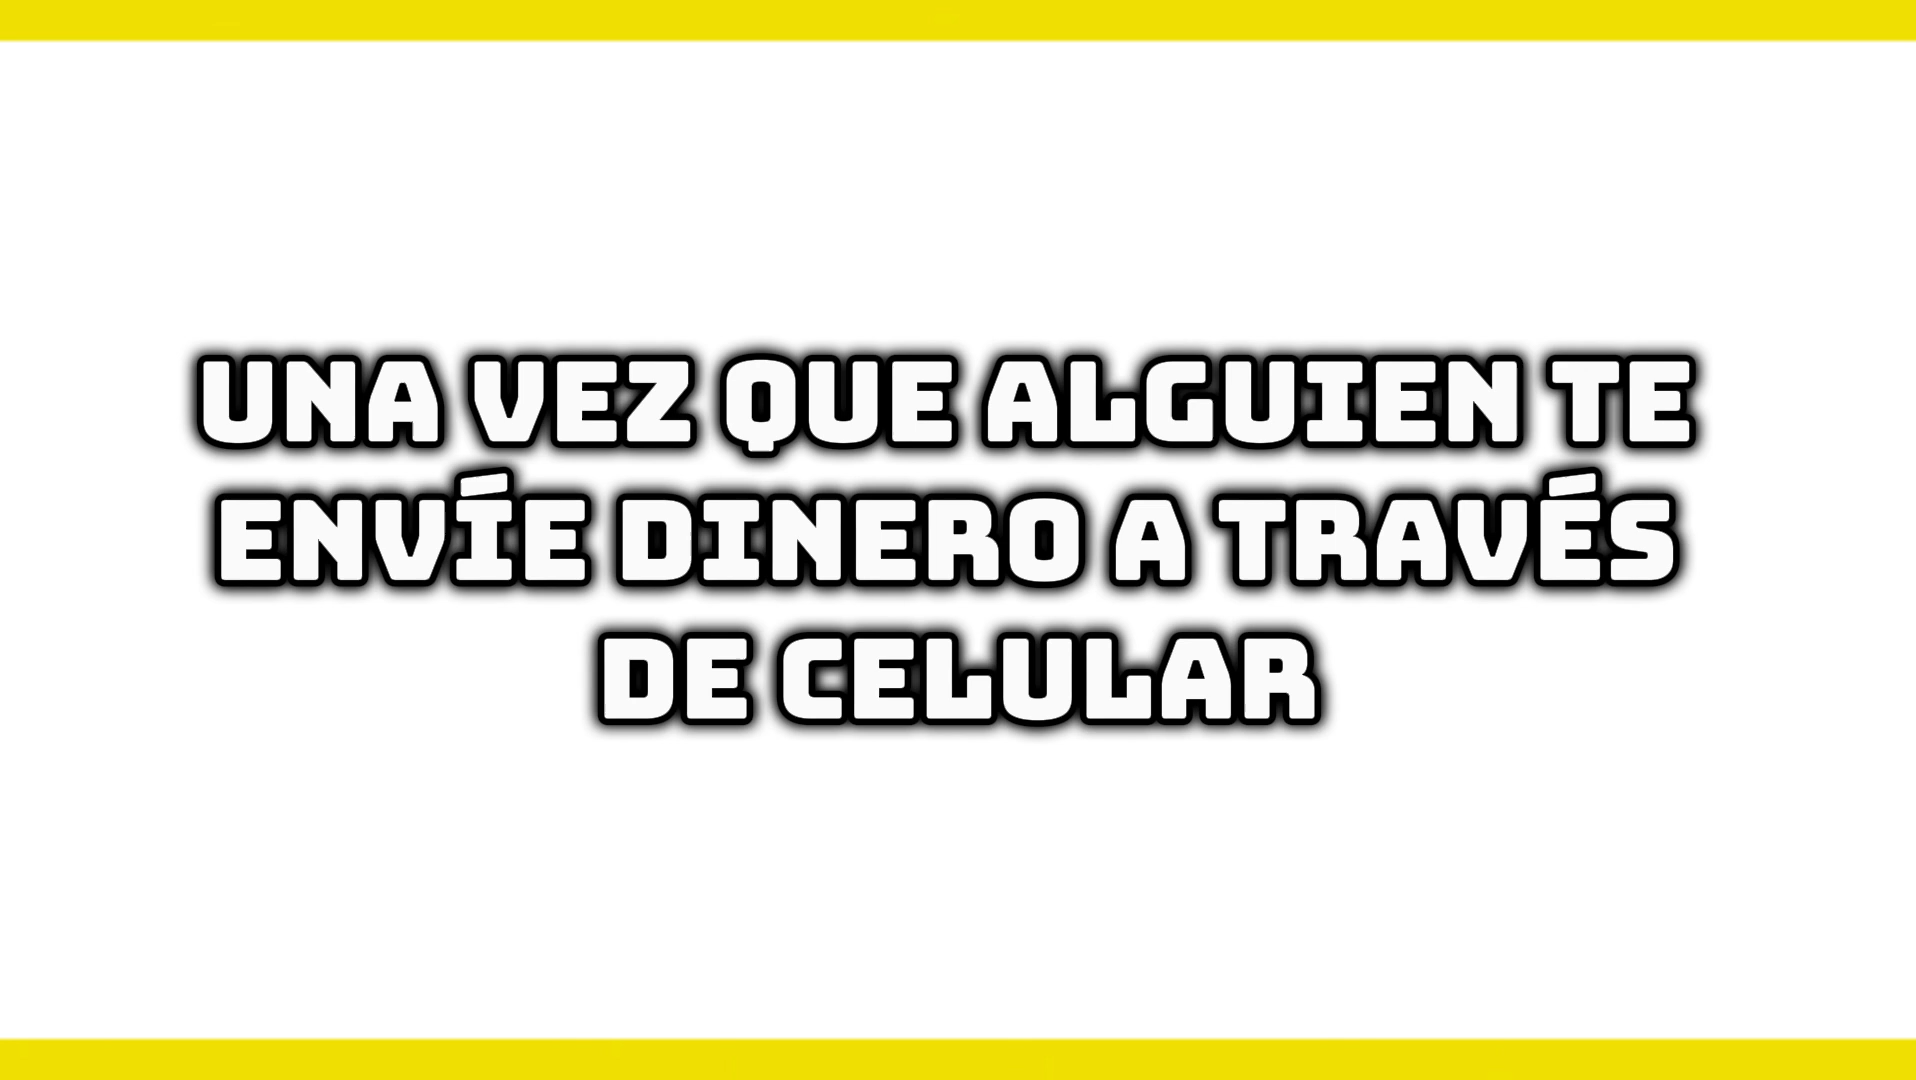 UNA VEZ QUE ALGUIEN TE
ENVÍE DINERO A TRAVÉS
DE CELULAR